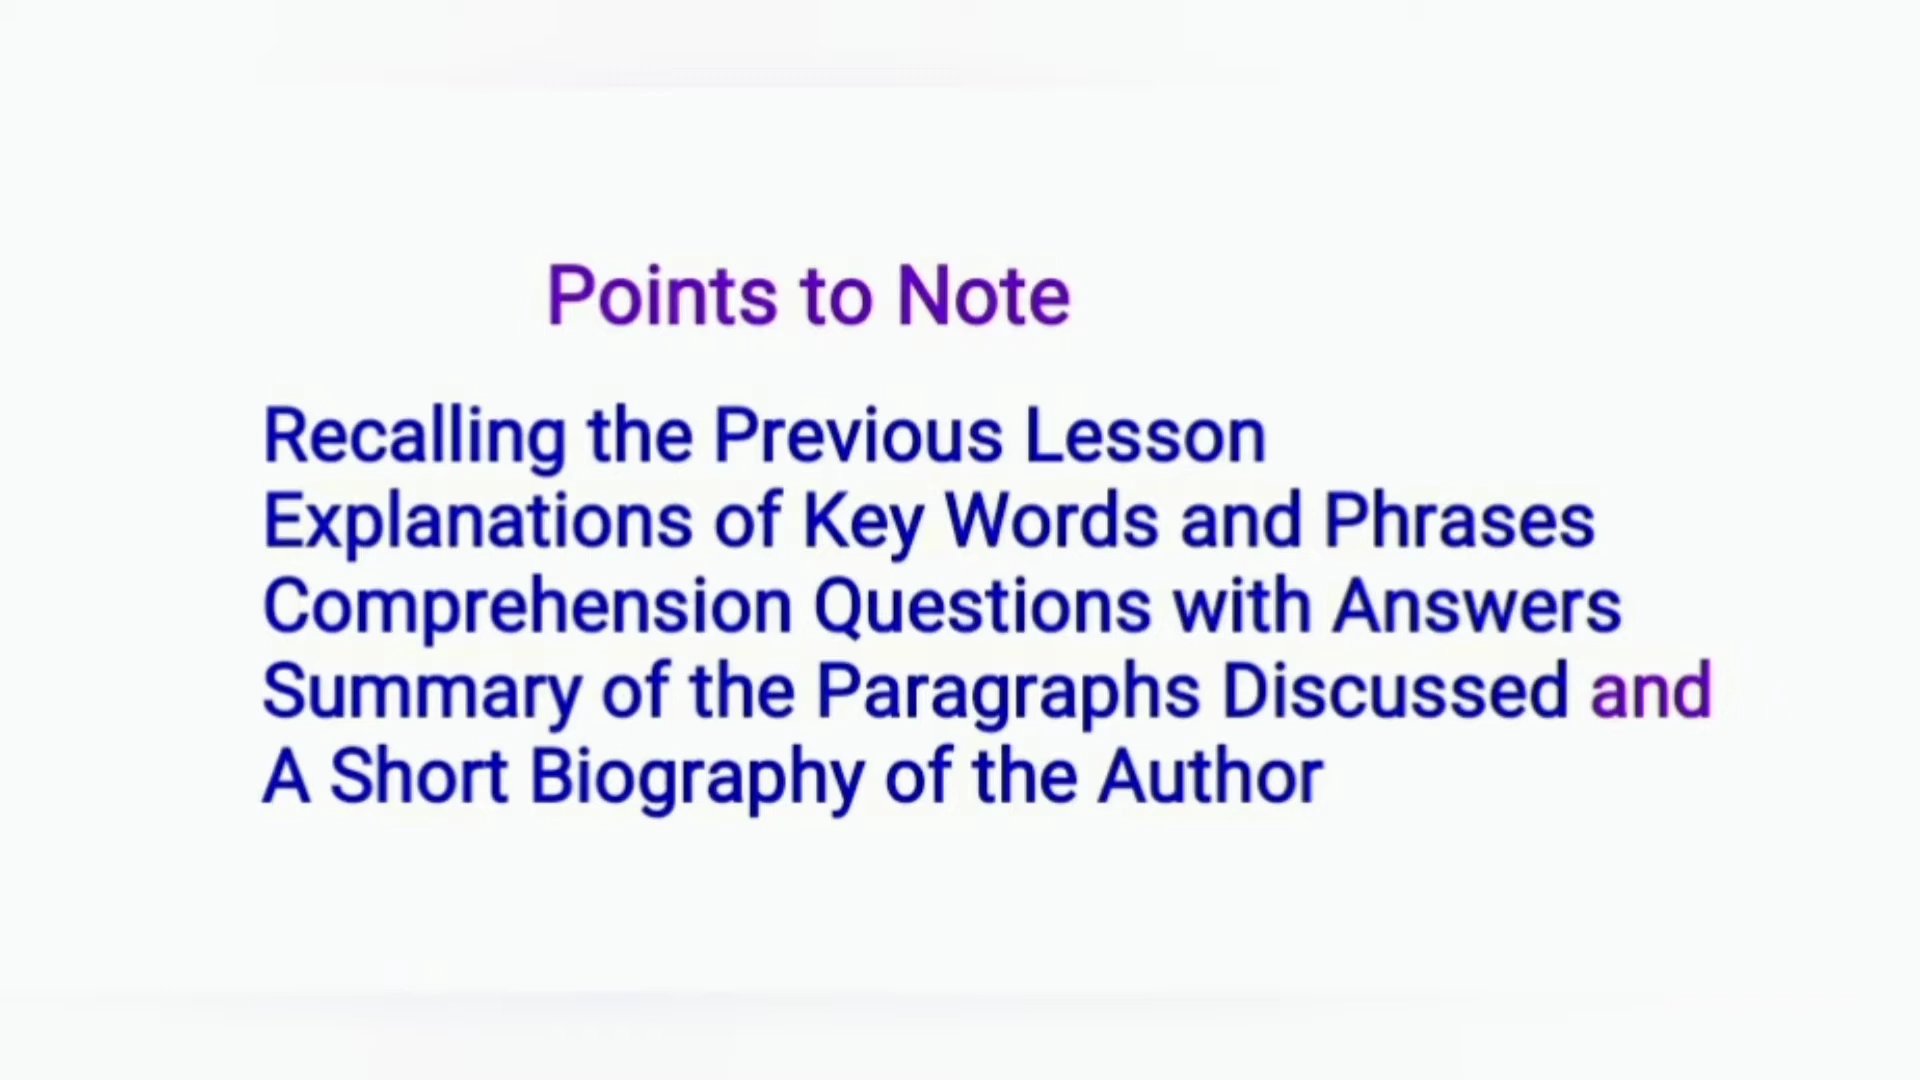 Points to Note
Recalling the Previous Lesson
Explanations of Key Words and Phrases
Comprehension Questions with Answers
Summary of the Paragraphs Discussed and
A Short Biography of the Author